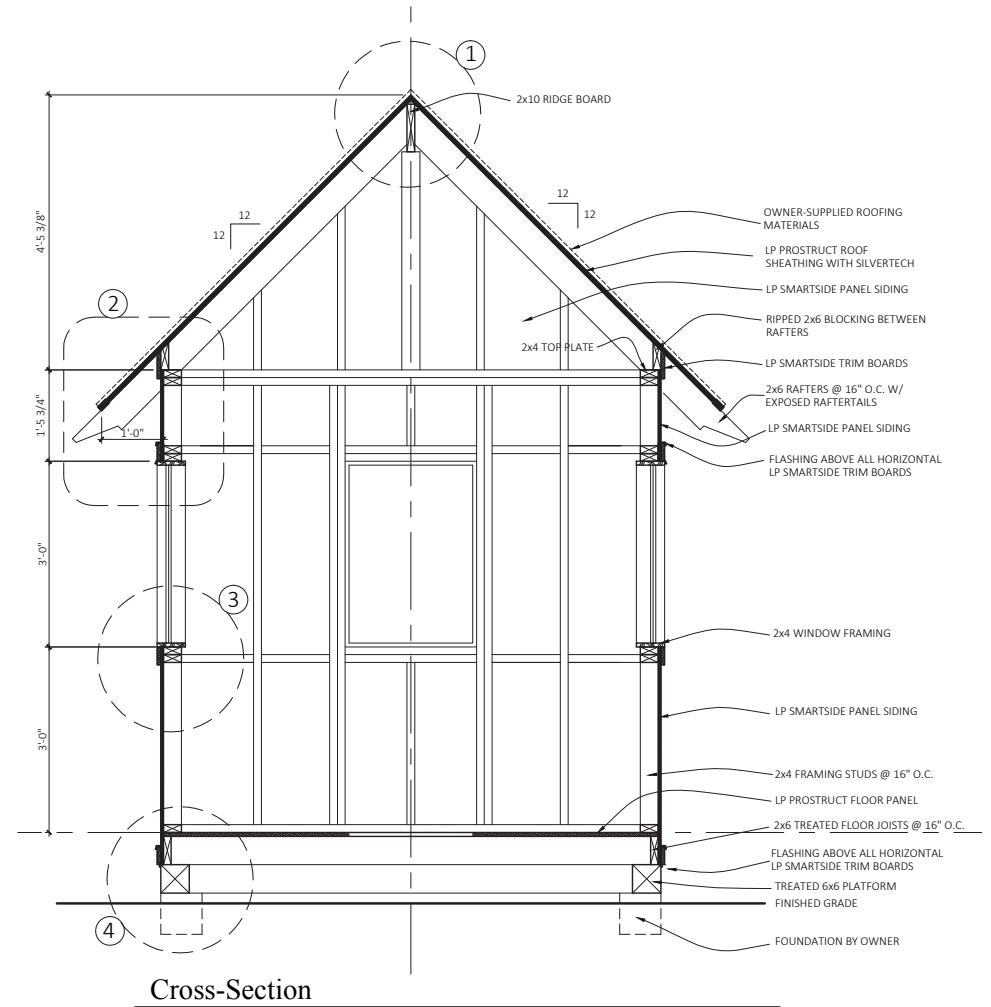 1
2x10 RIDGE BOARD
12
12
12
12
4'-5 3/8"
OWNER-SUPPLIED ROOFING
MATERIALS
LP PROSTRUCT ROOF
SHEATHING WITH SILVERTECH
LP SMARTSIDE PANEL SIDING
2
RIPPED 2x6 BLOCKING BETWEEN
RAFTERS
2x4 TOP PLATE
LP SMARTSIDE TRIM BOARDS
2x6 RAFTERS @ 16" O.C. W/
EXPOSED RAFTERTAILS
1'-5 3/4"
1'-0"
LP SMARTSIDE PANEL SIDING
FLASHING ABOVE ALL HORIZONTAL
LP SMARTSIDE TRIM BOARDS
3'-0"
3
2x4 WINDOW FRAMING
LP SMARTSIDE PANEL SIDING
3'-0"
2x4 FRAMING STUDS @ 16" O.C.
LP PROSTRUCT FLOOR PANEL
2x6 TREATED FLOOR JOISTS @ 16" O.C.
FLASHING ABOVE ALL HORIZONTAL
LP SMARTSIDE TRIM BOARDS
TREATED 6x6 PLATFORM
FINISHED GRADE
4
FOUNDATION BY OWNER
Cross-Section